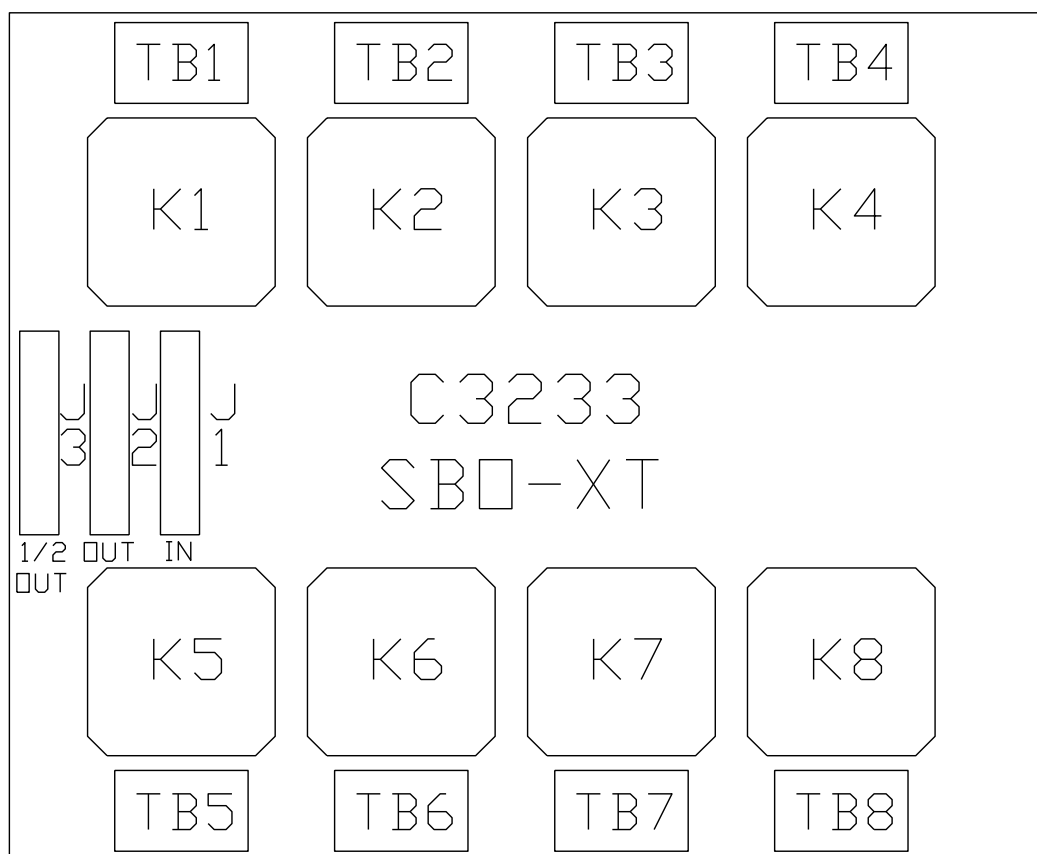 TB1 TB2 TB3 TB4
K1 K2 K3 K4
J3 J2 J1
C3233
SBO-XT
1/2 OUT OUT IN
K5 K6 K7 K8
TB5 TB6 TB7 TB8